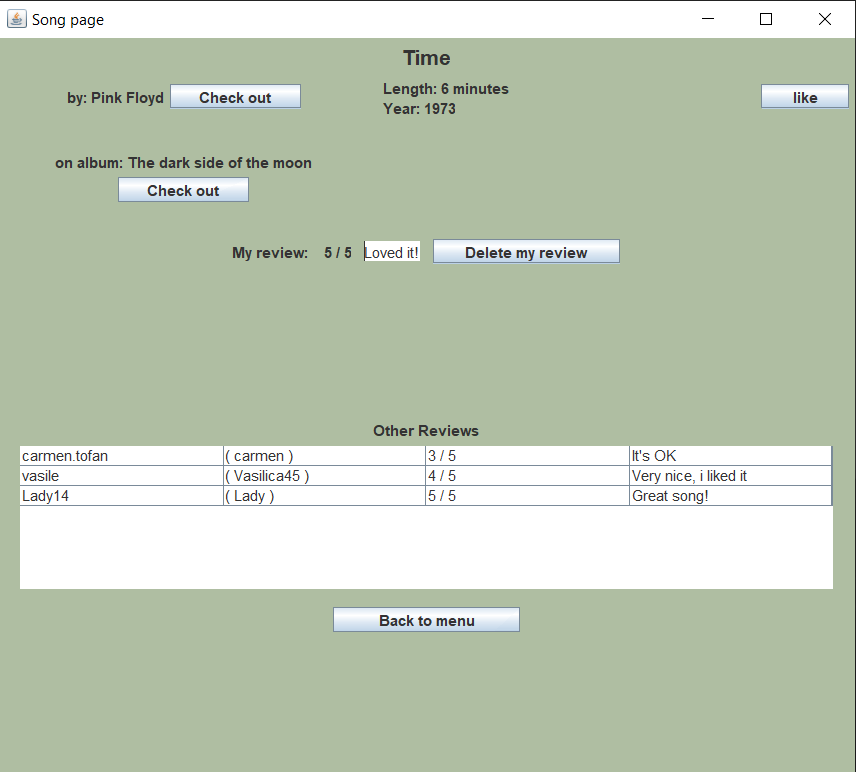 Song page
Time
by: Pink Floyd Check out
Length: 6 minutes
Year: 1973
like
on album: The dark side of the moon
Check out
My review: 5 / 5 Loved it! Delete my review
Other Reviews
carmen.tofan ( carmen ) 3 / 5 It's OK
vasile ( Vasilica45 ) 4 / 5 Very nice, i liked it
Lady14 ( Lady ) 5 / 5 Great song!
Back to menu